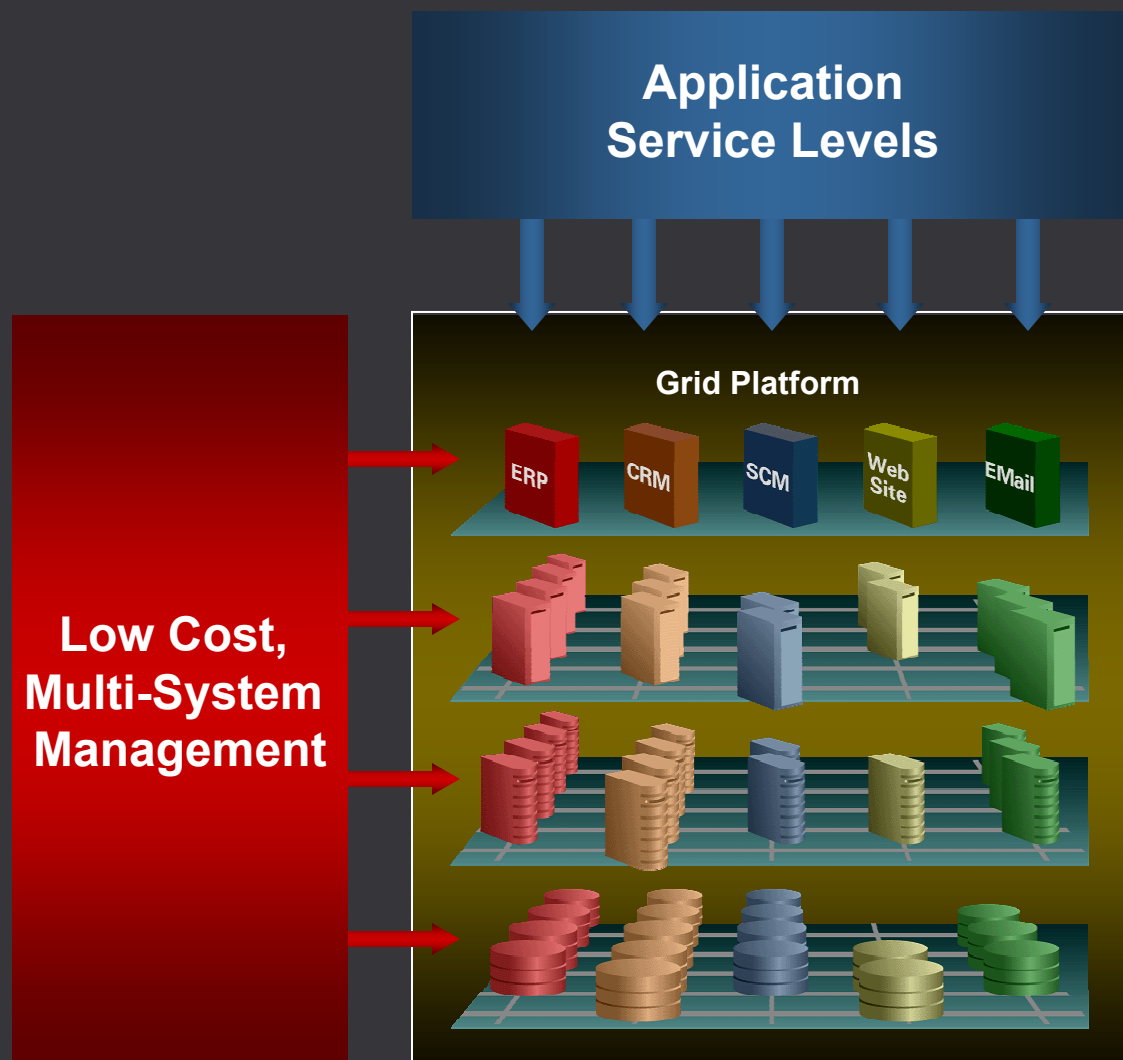 Application
Service Levels
Grid Platform
ERP
CRM
SCM
Web
Site
EMail
Low Cost,
Multi-System
Management